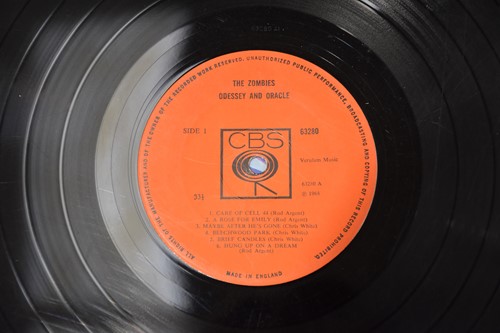 ALL RIGHTS OF THE MANUFACTURER AND OF THE OWNER OF THE RECORDED WORK RESERVED. UNAUTHORIZED PUBLIC PERFORMANCE, BROADCASTING AND COPYING OF THIS RECORD PROHIBITED.
THE ZOMBIES
ODESSEY AND ORACLE
SIDE 1
63280
CBS
Verulam Music
1. CARE OF CELL 44 (Rod Argent)
2. A ROSE FOR EMILY (Rod Argent)
3. MAYBE AFTER HE'S GONE (Chris White)
4. BEECHWOOD PARK (Chris White)
5. BRIEF CANDLES (Chris White)
6. HUNG UP ON A DREAM
(Rod Argent)
MADE IN ENGLAND